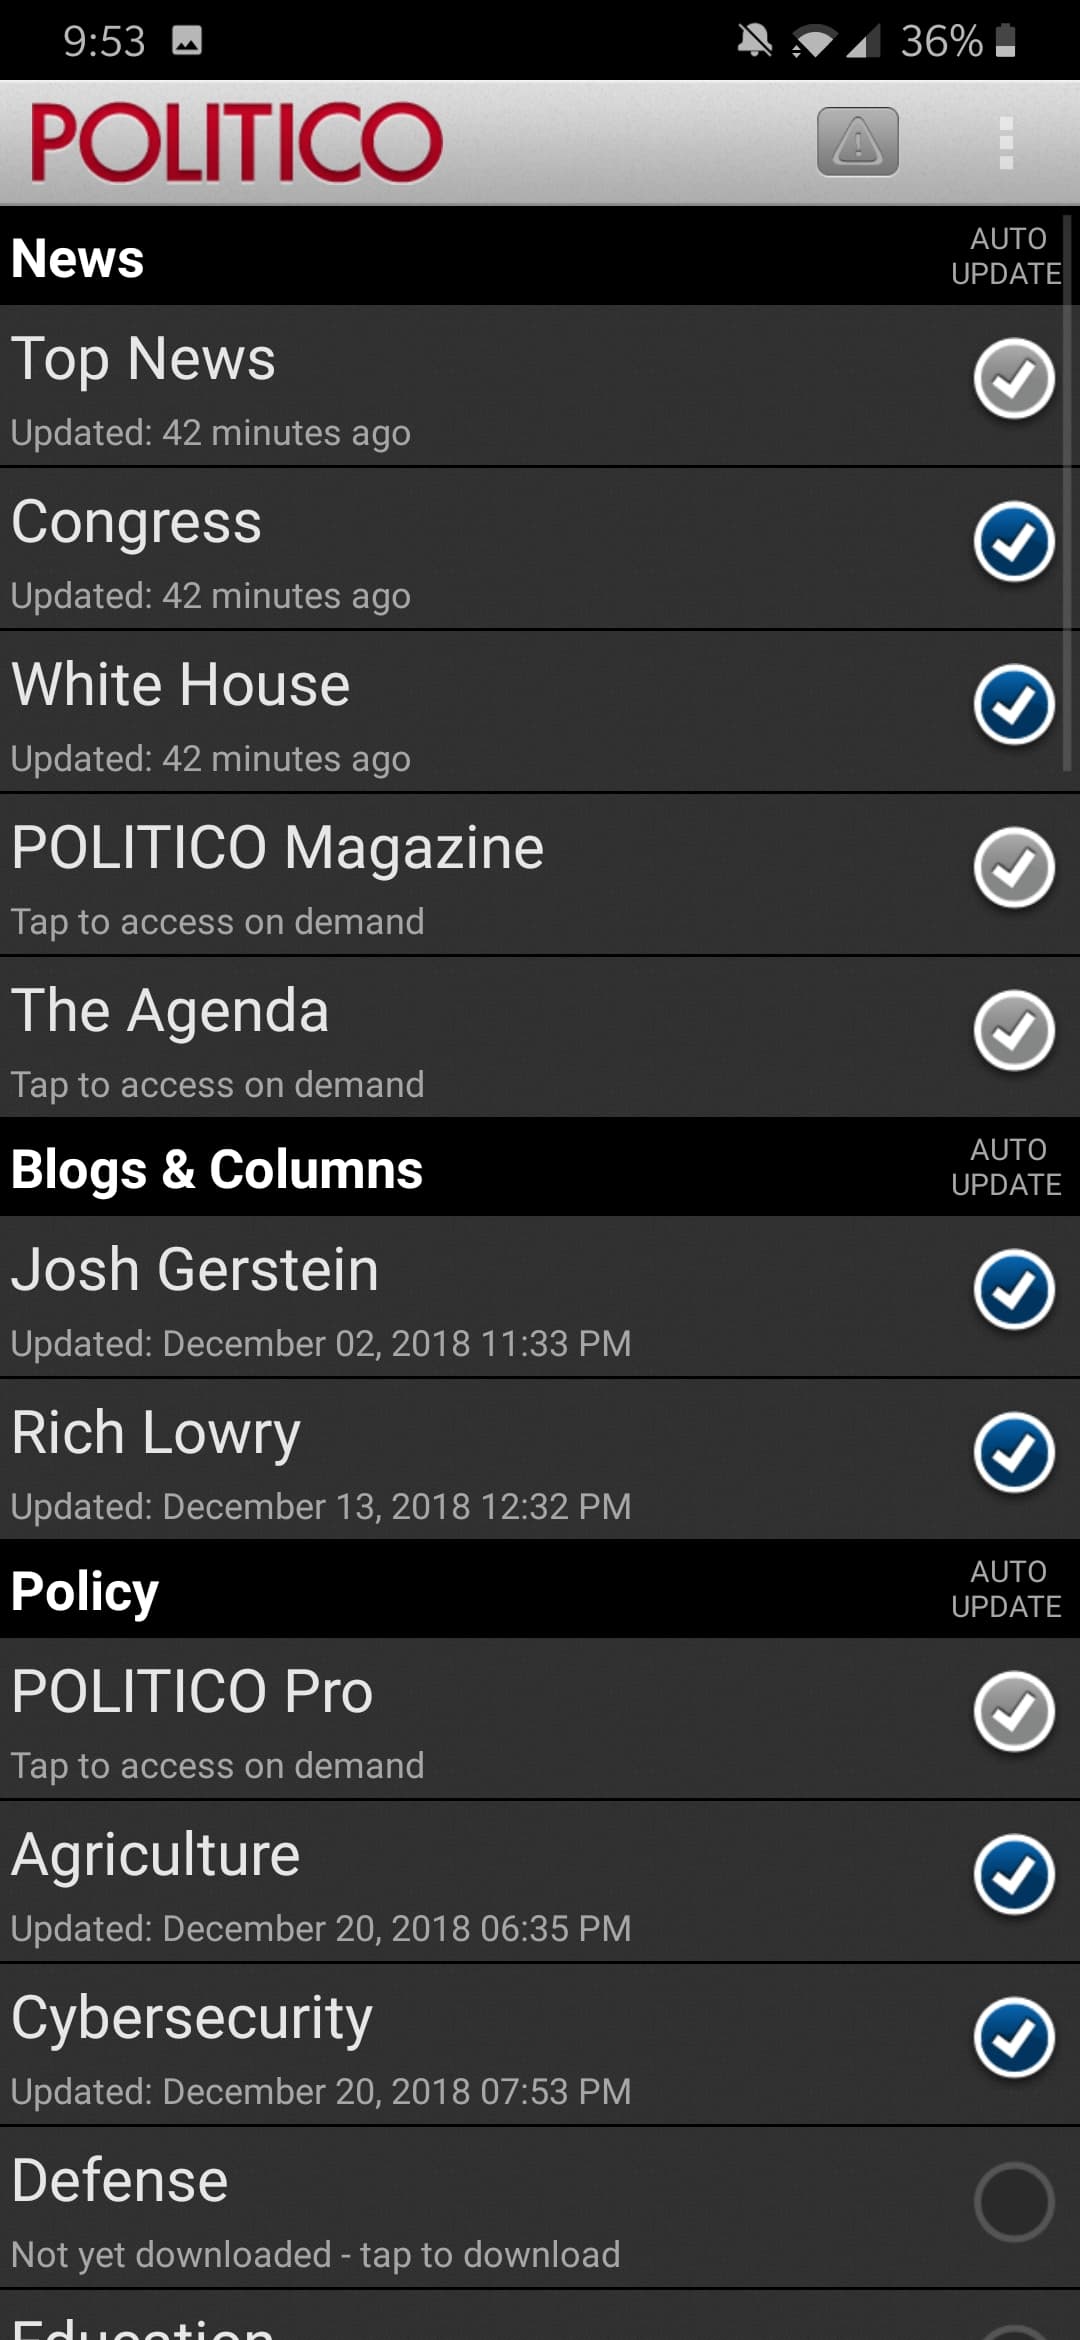 9:53
36%
POLITICO
News
AUTO
UPDATE
Top News
Updated: 42 minutes ago
Congress
Updated: 42 minutes ago
White House
Updated: 42 minutes ago
POLITICO Magazine
Tap to access on demand
The Agenda
Tap to access on demand
Blogs & Columns
AUTO
UPDATE
Josh Gerstein
Updated: December 02, 2018 11:33 PM
Rich Lowry
Updated: December 13, 2018 12:32 PM
Policy
AUTO
UPDATE
POLITICO Pro
Tap to access on demand
Agriculture
Updated: December 20, 2018 06:35 PM
Cybersecurity
Updated: December 20, 2018 07:53 PM
Defense
Not yet downloaded - tap to download
Education